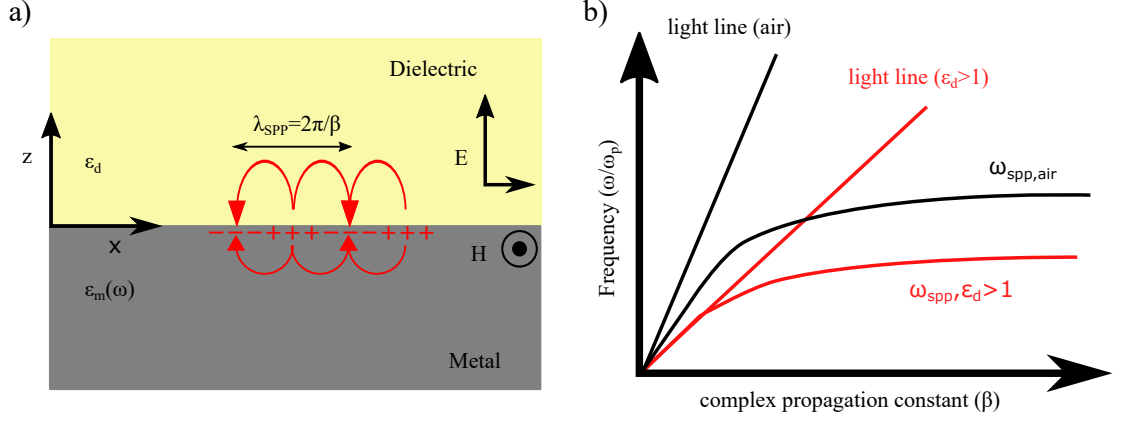 a)
Dielectric
λSPP=2π/β
z
εd
E
x
− − − + + + − − − + + +
H
εm(ω)
Metal
b)
light line (air)
light line (εd>1)
ωspp,air
ωspp,εd>1
Frequency (ω/ωp)
complex propagation constant (β)